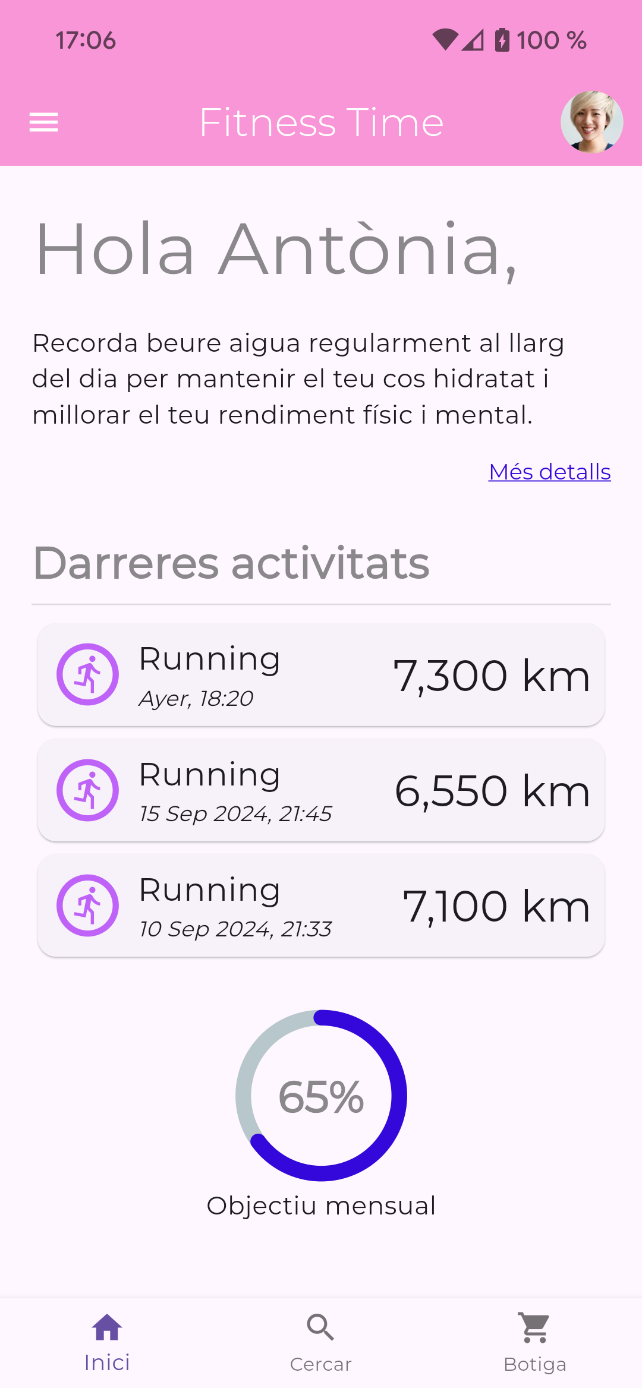 17:06
100 %
Fitness Time
Hola Antònia,
Recorda beure aigua regularment al llarg
del dia per mantenir el teu cos hidratat i
millorar el teu rendiment físic i mental.
Més detalls
Darreres activitats
Running
Ayer, 18:20
7,300 km
Running
15 Sep 2024, 21:45
6,550 km
Running
10 Sep 2024, 21:33
7,100 km
65%
Objectiu mensual
Inici
Cercar
Botiga